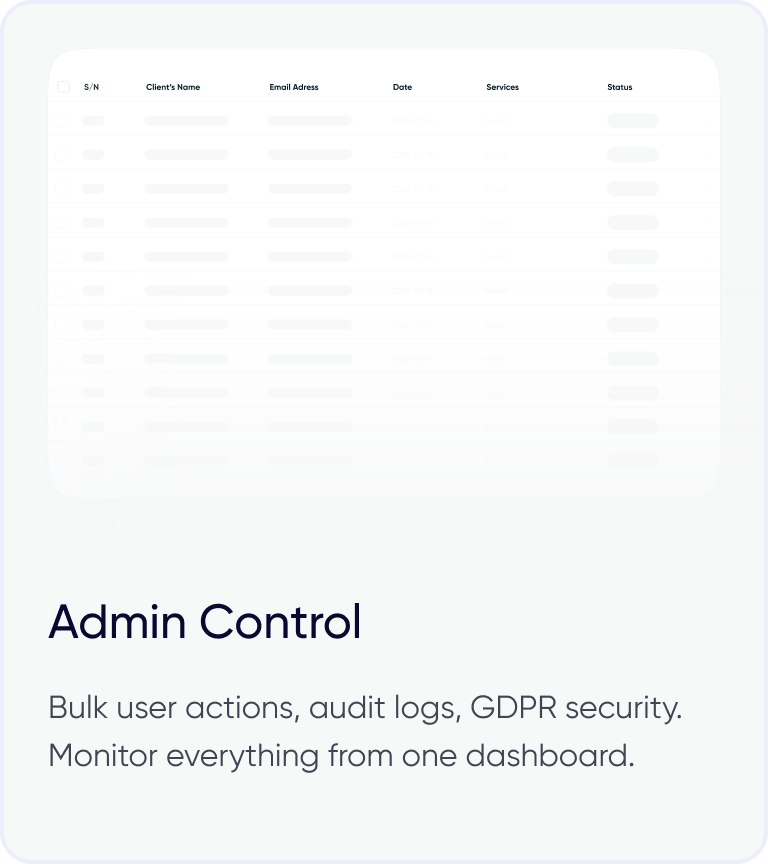 S/N Client's Name Email Adress Date Services Status
Admin Control
Bulk user actions, audit logs, GDPR security.
Monitor everything from one dashboard.